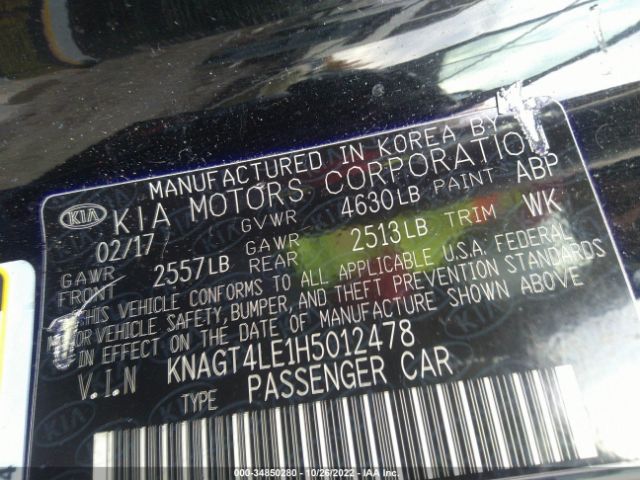 MANUFACTURED IN KOREA BY
KIA KIA MOTORS CORPORATION
02/17 GVWR 4630LB PAINT ABP
GAWR FRONT 2557LB GAWR REAR 2513LB TRIM WK
THIS VEHICLE CONFORMS TO ALL APPLICABLE U.S.A. FEDERAL
MOTOR VEHICLE SAFETY, BUMPER, AND THEFT PREVENTION STANDARDS
IN EFFECT ON THE DATE OF MANUFACTURE SHOWN ABOVE
V.I.N KNAGT4LE1H5012478
TYPE PASSENGER CAR
000-34850280 - 10/26/2022 - IAA Inc.